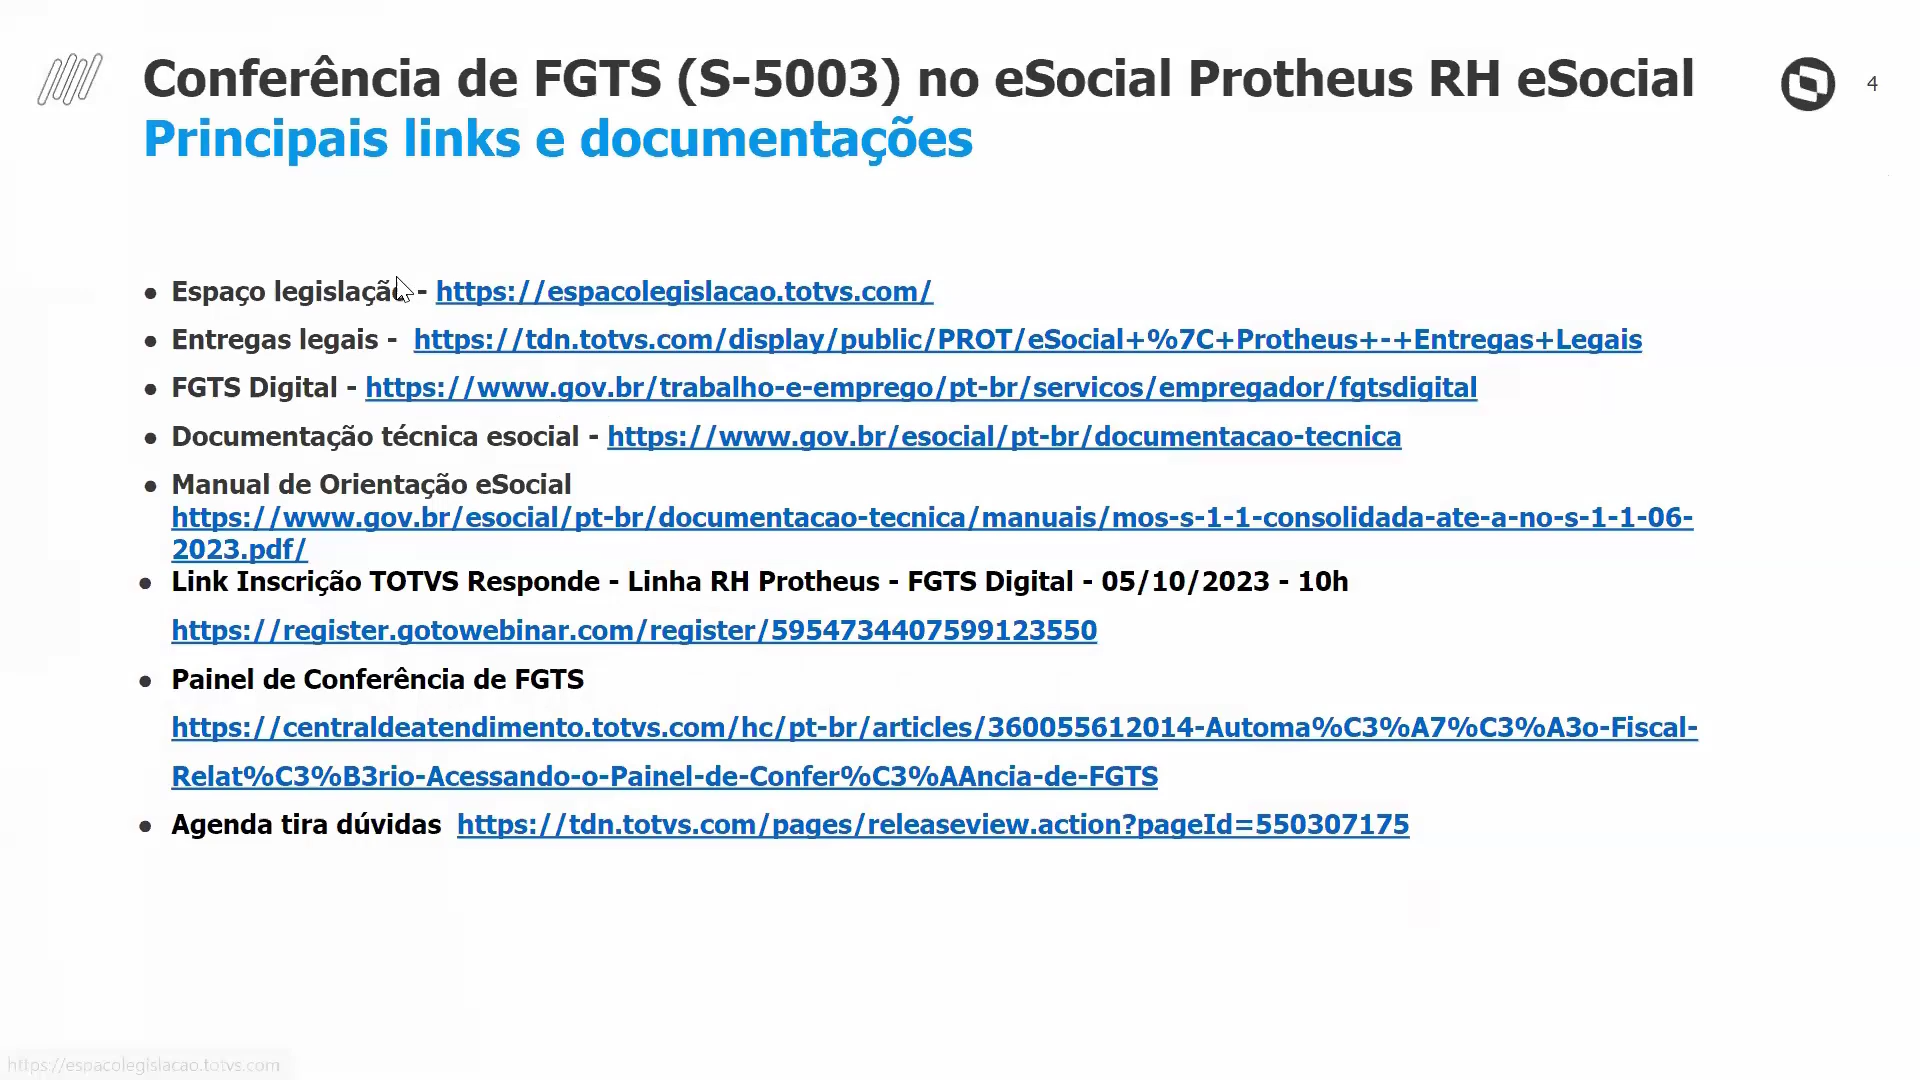 Conferência de FGTS (S-5003) no eSocial Protheus RH eSocial
4
Principais links e documentações
● Espaço legislação - https://espacolegislacao.totvs.com/
● Entregas legais - https://tdn.totvs.com/display/public/PROT/eSocial+%7C+Protheus+-+Entregas+Legais
● FGTS Digital - https://www.gov.br/trabalho-e-emprego/pt-br/servicos/empregador/fgtsdigital
● Documentação técnica esocial - https://www.gov.br/esocial/pt-br/documentacao-tecnica
● Manual de Orientação eSocial
https://www.gov.br/esocial/pt-br/documentacao-tecnica/manuais/mos-s-1-1-consolidada-ate-a-no-s-1-1-06-
2023.pdf/
● Link Inscrição TOTVS Responde - Linha RH Protheus - FGTS Digital - 05/10/2023 - 10h
https://register.gotowebinar.com/register/5954734407599123550
● Painel de Conferência de FGTS
https://centraldeatendimento.totvs.com/hc/pt-br/articles/360055612014-Automa%C3%A7%C3%A3o-Fiscal-
Relat%C3%B3rio-Acessando-o-Painel-de-Confer%C3%AAncia-de-FGTS
● Agenda tira dúvidas https://tdn.totvs.com/pages/releaseview.action?pageId=550307175
https://espacolegislacao.totvs.com